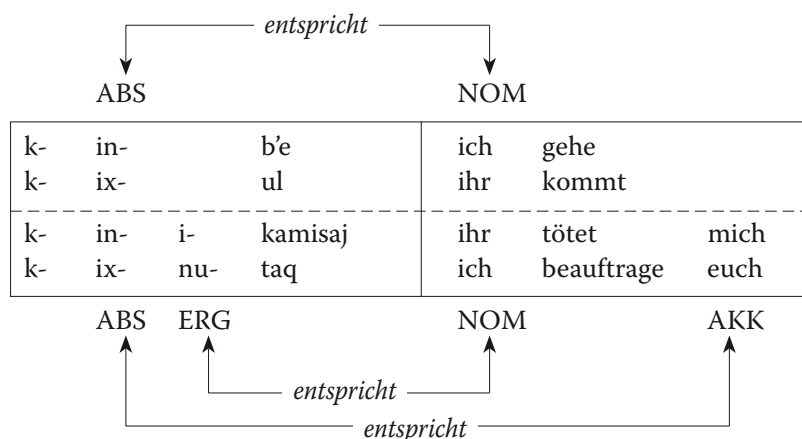 entspricht
ABS NOM
k- in- b’e ich gehe
k- ix- ul ihr kommt
k- in- i- kamisaj ihr tötet mich
k- ix- nu- taq ich beauftrage euch
ABS ERG NOM AKK
entspricht
entspricht